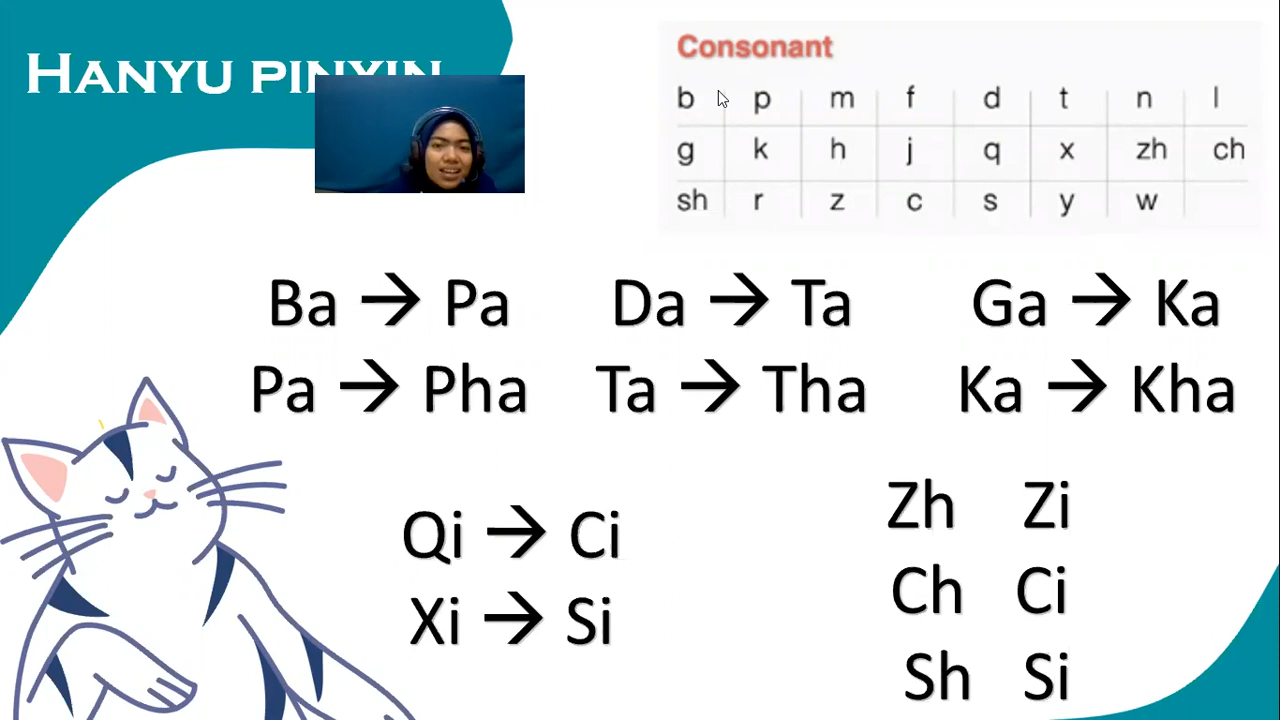 HANYU PINYIN
Consonant
b p m f d t n l
g k h j q x zh ch
sh r z c s y w
Ba → Pa Da → Ta Ga → Ka
Pa → Pha Ta → Tha Ka → Kha
Qi → Ci
Xi → Si
Zh Zi
Ch Ci
Sh Si